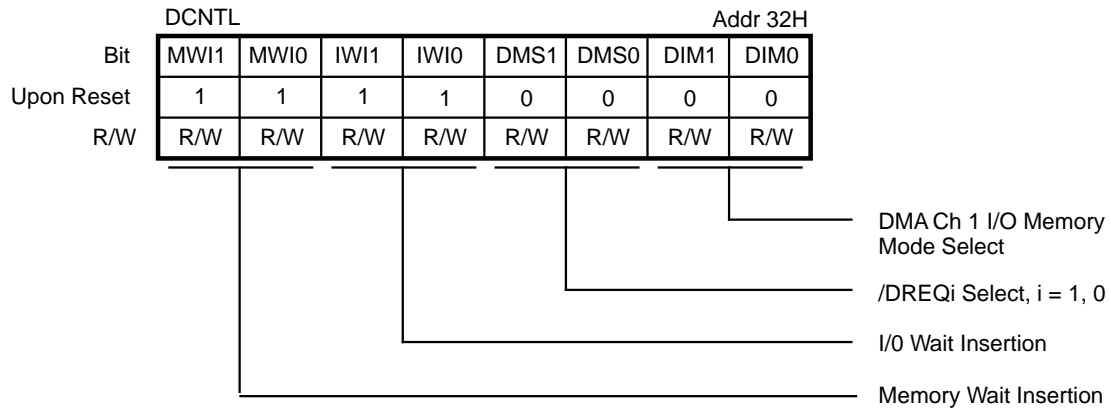 DCNTL Addr 32H
Bit MWI1 MWI0 IWI1 IWI0 DMS1 DMS0 DIM1 DIM0
Upon Reset 1 1 1 1 0 0 0 0
R/W R/W R/W R/W R/W R/W R/W R/W R/W
DMA Ch 1 I/O Memory
Mode Select
/DREQi Select, i = 1, 0
I/0 Wait Insertion
Memory Wait Insertion